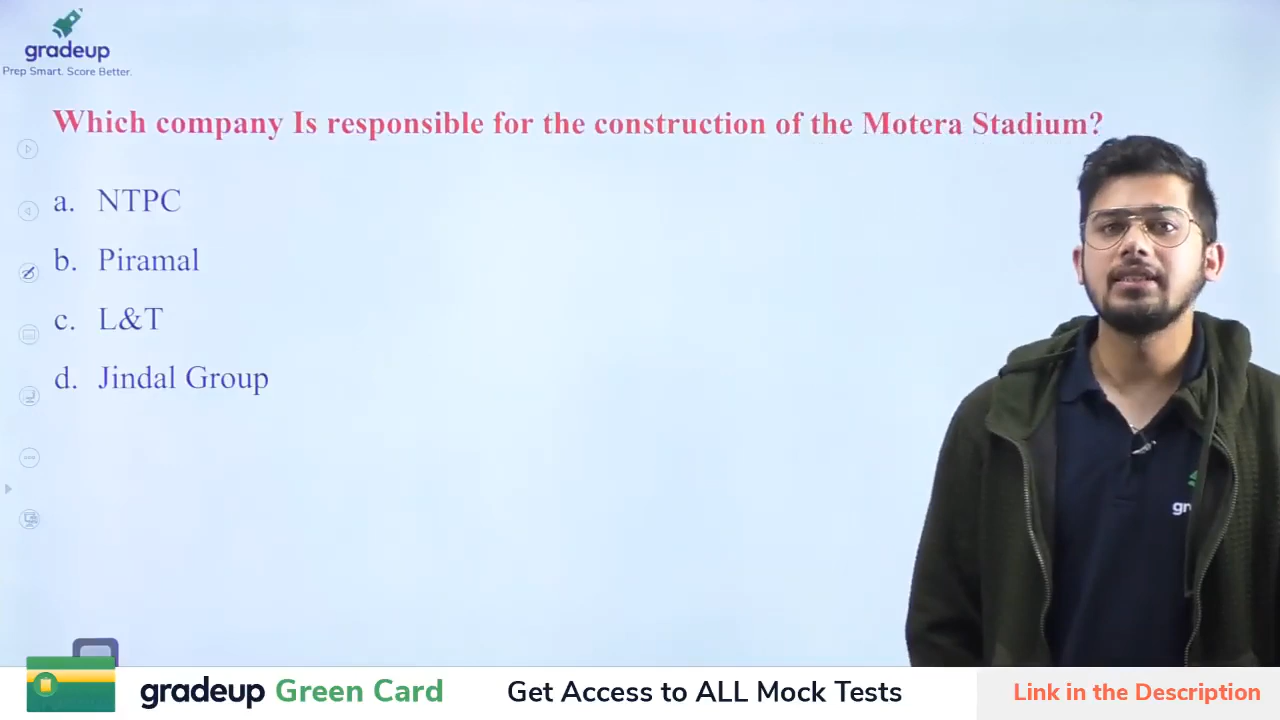 gradeup
Prep Smart. Score Better.
Which company Is responsible for the construction of the Motera Stadium?
a. NTPC
b. Piramal
c. L&T
d. Jindal Group
gr
gradeup Green Card
Get Access to ALL Mock Tests
Link in the Description